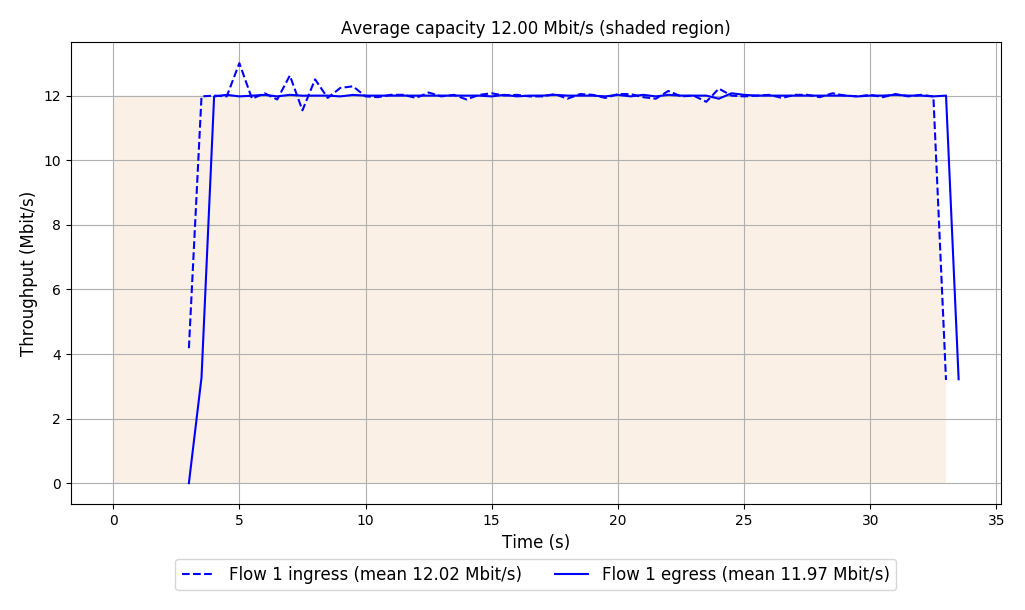 Average capacity 12.00 Mbit/s (shaded region)
Throughput (Mbit/s)
12
10
8
6
4
2
0
0 5 10 15 20 25 30 35
Time (s)
Flow 1 ingress (mean 12.02 Mbit/s) Flow 1 egress (mean 11.97 Mbit/s)